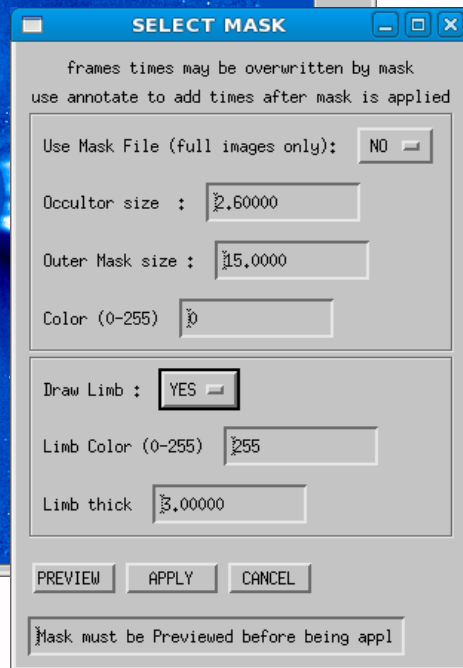 SELECT MASK
frames times may be overwritten by mask
use annotate to add times after mask is applied
Use Mask File (full images only): NO
Occultor size : 2.60000
Outer Mask size : 15.0000
Color (0-255) 0
Draw Limb : YES
Limb Color (0-255) 255
Limb thick 3.00000
PREVIEW APPLY CANCEL
Mask must be Previewed before being appl